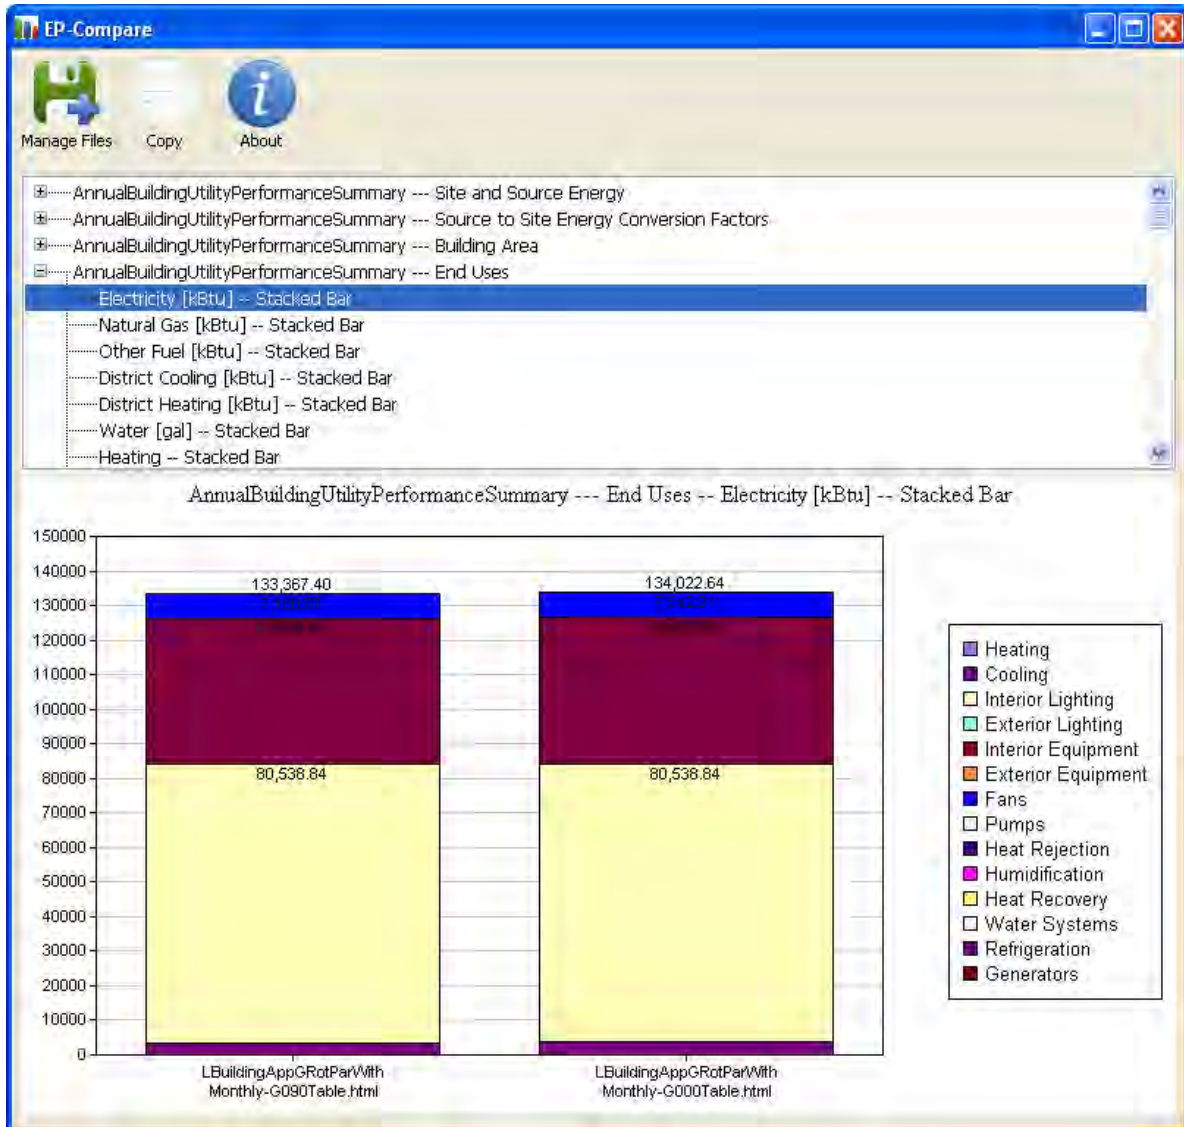 EP-Compare
Manage Files
Copy
About
AnnualBuildingUtilityPerformanceSummary --- Site and Source Energy
AnnualBuildingUtilityPerformanceSummary --- Source to Site Energy Conversion Factors
AnnualBuildingUtilityPerformanceSummary --- Building Area
AnnualBuildingUtilityPerformanceSummary --- End Uses
Electricity [kBtu] -- Stacked Bar
Natural Gas [kBtu] -- Stacked Bar
Other Fuel [kBtu] -- Stacked Bar
District Cooling [kBtu] -- Stacked Bar
District Heating [kBtu] -- Stacked Bar
Water [gal] -- Stacked Bar
Heating -- Stacked Bar
AnnualBuildingUtilityPerformanceSummary --- End Uses -- Electricity [kBtu] -- Stacked Bar
150000
140000
130000
120000
110000
100000
90000
80000
70000
60000
50000
40000
30000
20000
10000
0
133,367.40
134,022.64
80,538.84
80,538.84
LBuildingAppGRotParWith
Monthly-G090Table.html
LBuildingAppGRotParWith
Monthly-G000Table.html
Heating
Cooling
Interior Lighting
Exterior Lighting
Interior Equipment
Exterior Equipment
Fans
Pumps
Heat Rejection
Humidification
Heat Recovery
Water Systems
Refrigeration
Generators